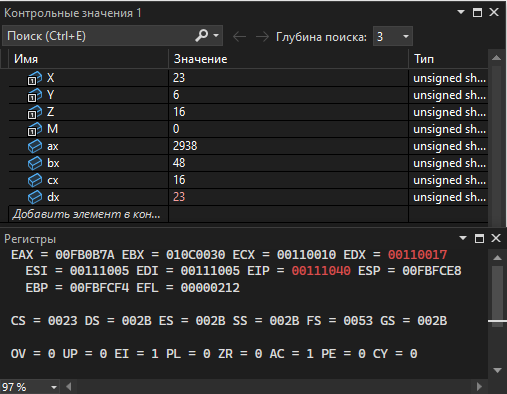 Контрольные значения 1
Поиск (Ctrl+E) Глубина поиска: 3
Имя Значение Тип
X 23 unsigned sh...
Y 6 unsigned sh...
Z 16 unsigned sh...
M 0 unsigned sh...
ax 2938 unsigned sh...
bx 48 unsigned sh...
cx 16 unsigned sh...
dx 23 unsigned sh...
Добавить элемент в кон...
Регистры
EAX = 00FB0B7A EBX = 010C0030 ECX = 00110010 EDX = 00110017
ESI = 00111005 EDI = 00111005 EIP = 00111040 ESP = 00FBFCE8
EBP = 00FBFCF4 EFL = 00000212
CS = 0023 DS = 002B ES = 002B SS = 002B FS = 0053 GS = 002B
OV = 0 UP = 0 EI = 1 PL = 0 ZR = 0 AC = 1 PE = 0 CY = 0
97 %